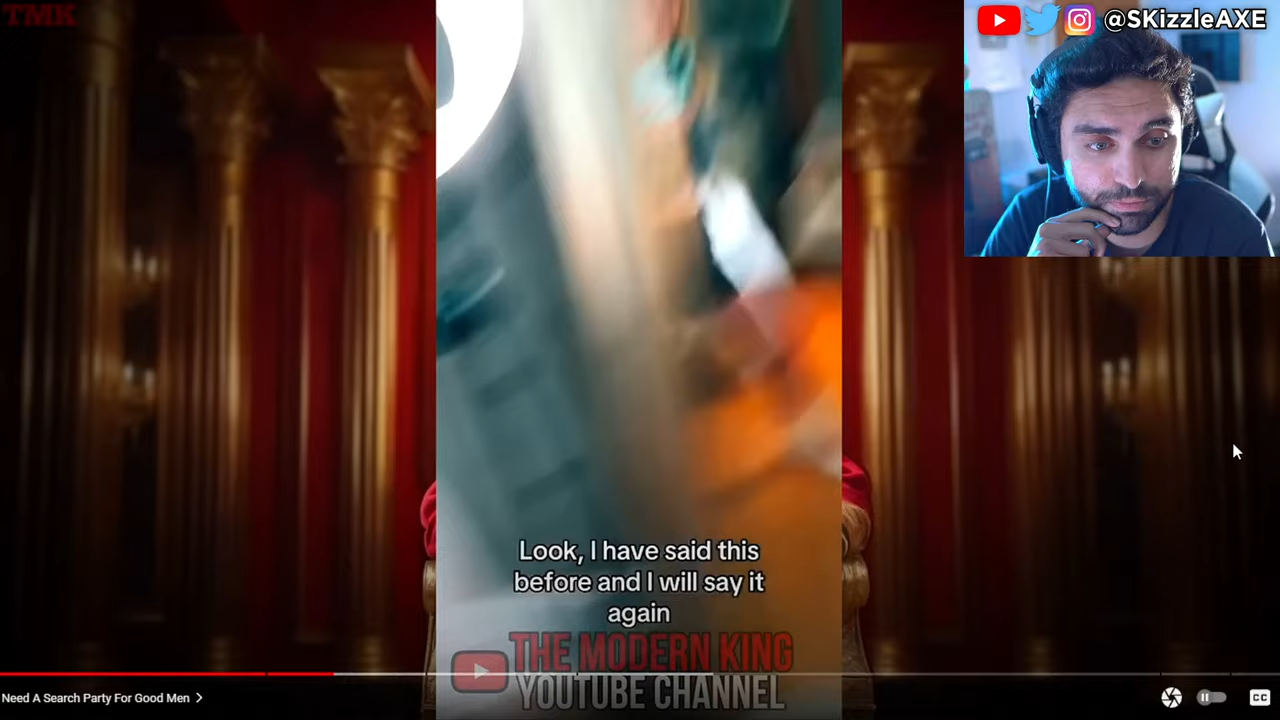 TMK
@SKizzleAXE
Look, I have said this
before and I will say it
again
THE MODERN KING
YOUTUBE CHANNEL
Need A Search Party For Good Men
CC